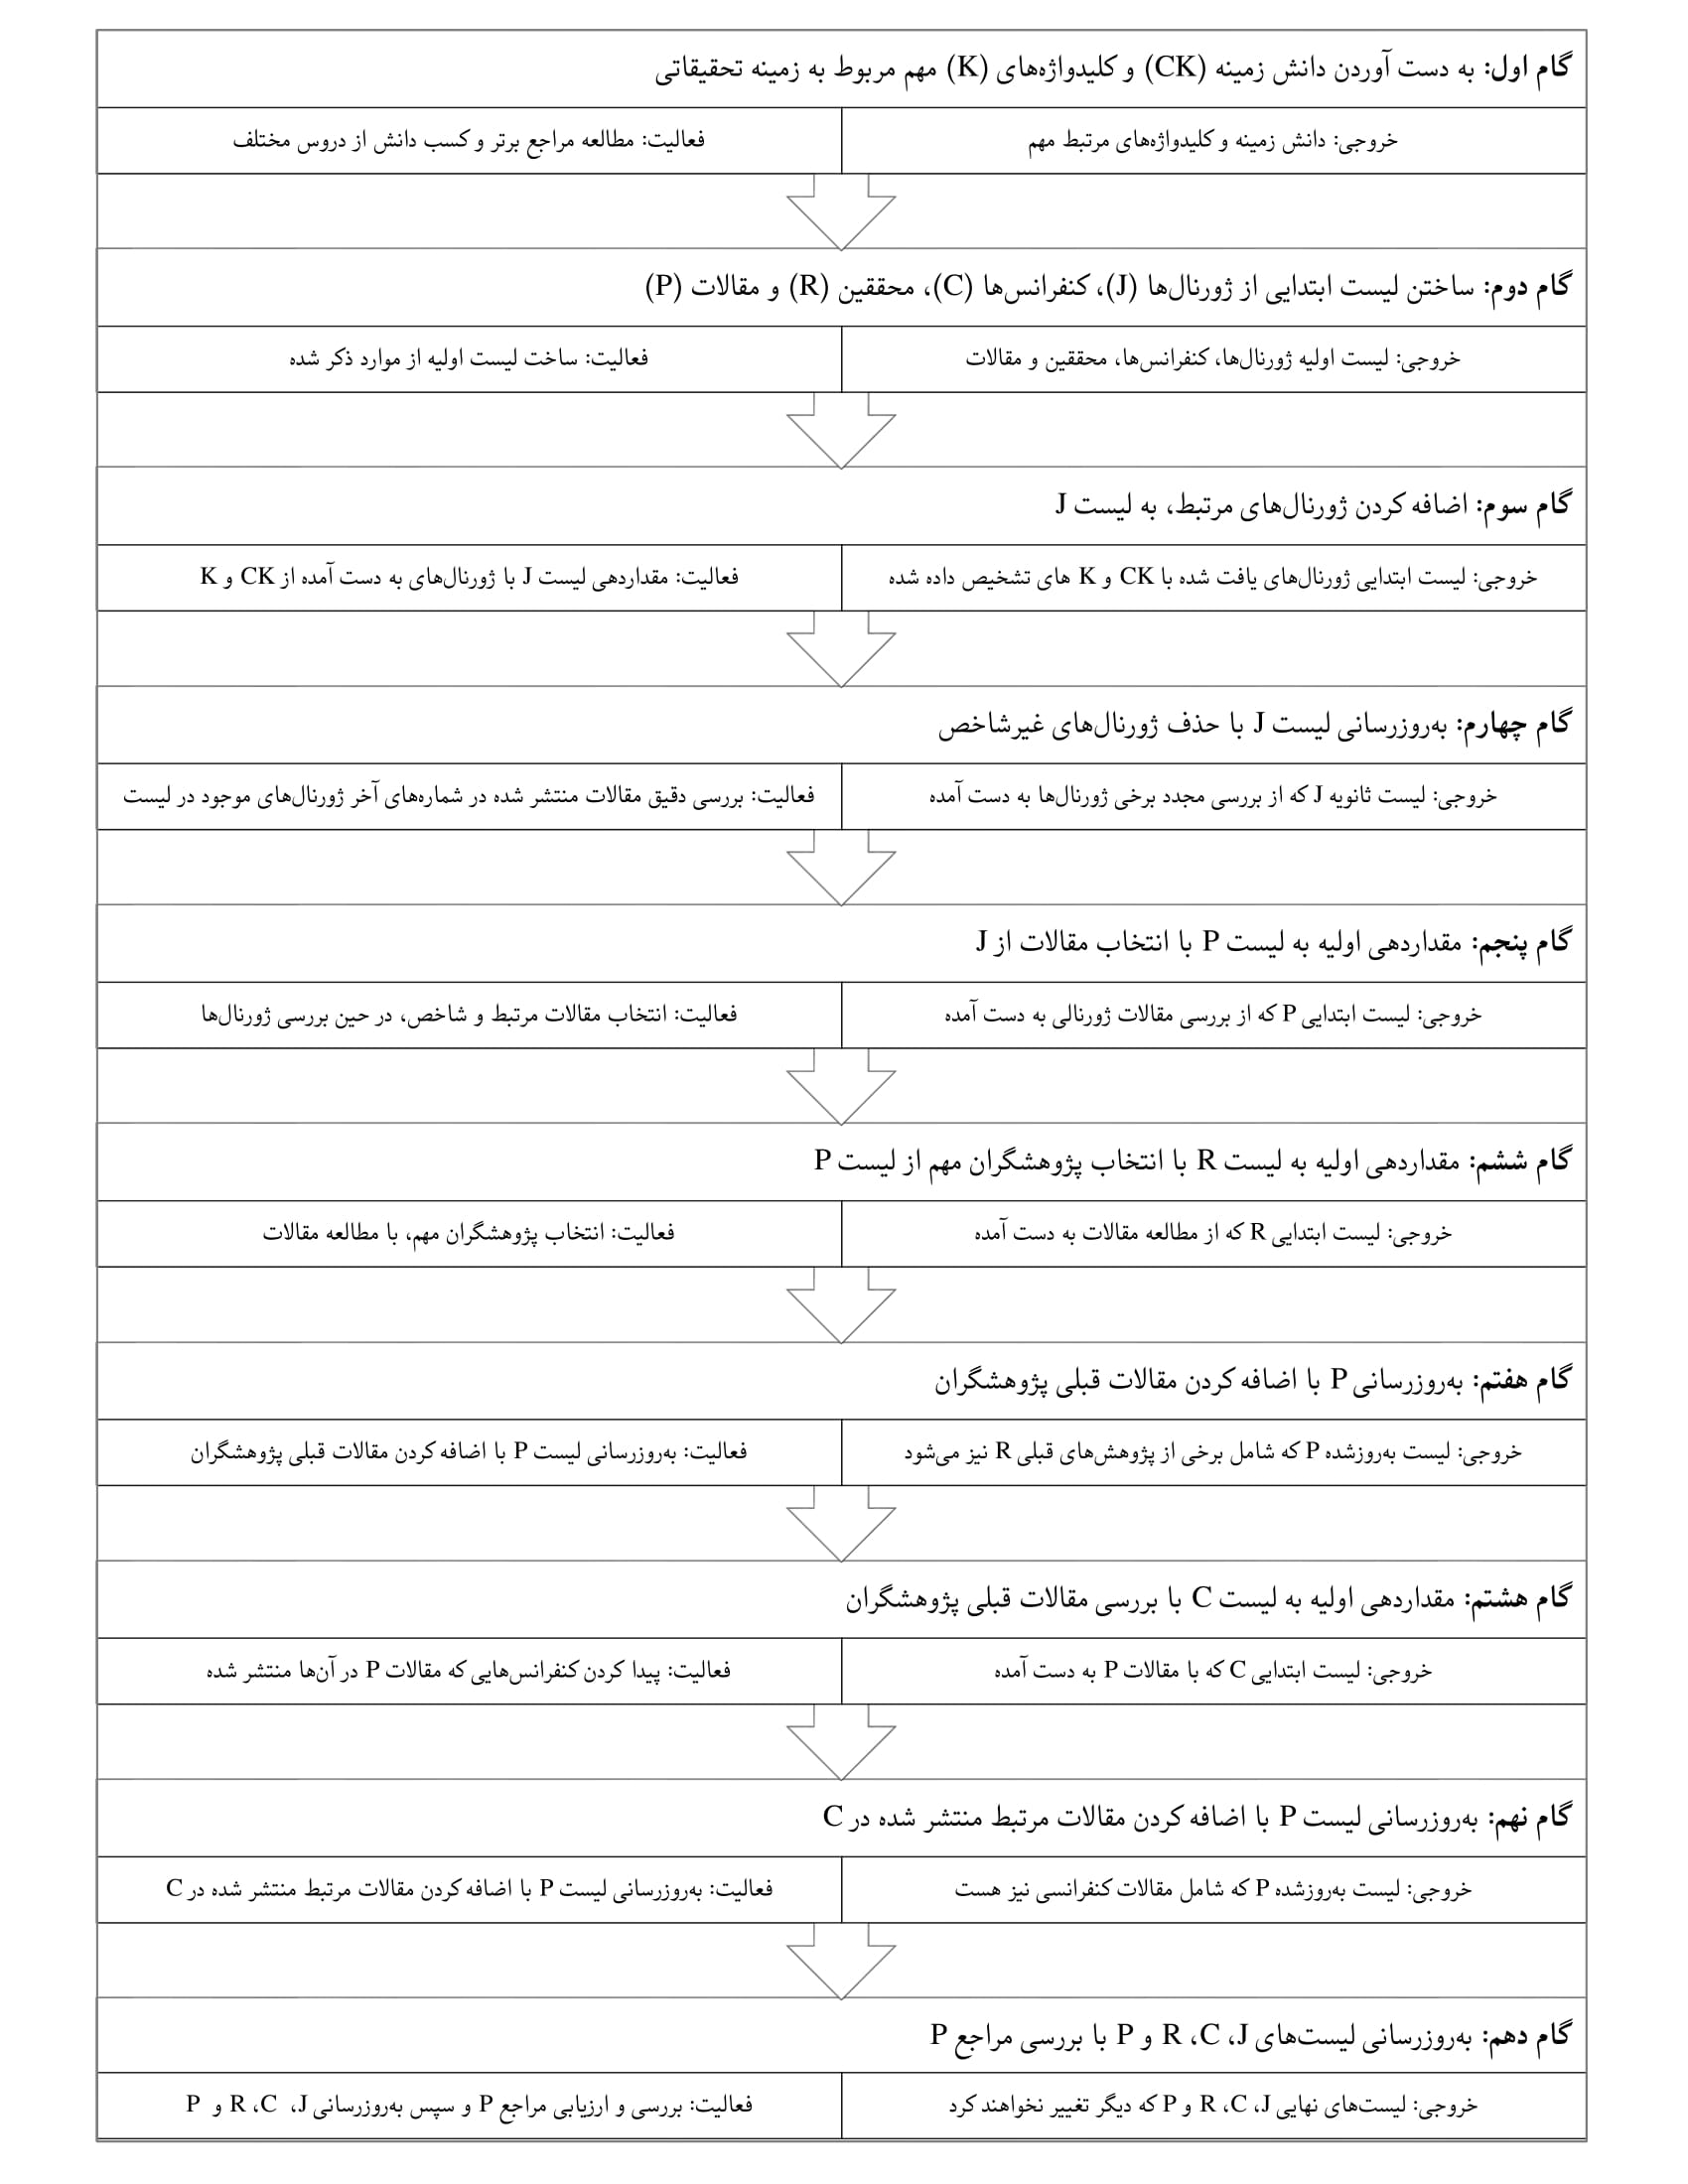 گام اول: به دست آوردن دانش زمینه (CK) و کلیدواژه‌های (K) مهم مربوط به زمینه تحقیقاتی
خروجی: دانش زمینه و کلیدواژه‌های مرتبط مهم
فعالیت: مطالعه مراجع برتر و کسب دانش از دروس مختلف
گام دوم: ساختن لیست ابتدایی از ژورنال‌ها (J)، کنفرانس‌ها (C)، محققین (R) و مقالات (P)
خروجی: لیست اولیه ژورنال‌ها، کنفرانس‌ها، محققین و مقالات
فعالیت: ساخت لیست اولیه از موارد ذکر شده
گام سوم: اضافه کردن ژورنال‌های مرتبط، به لیست J
خروجی: لیست ابتدایی ژورنال‌های یافت شده با CK و K های تشخیص داده شده
فعالیت: مقداردهی لیست J با ژورنال‌های به دست آمده از CK و K
گام چهارم: به‌روزرسانی لیست J با حذف ژورنال‌های غیرشاخص
خروجی: لیست ثانویه J که از بررسی مجدد برخی ژورنال‌ها به دست آمده
فعالیت: بررسی دقیق مقالات منتشر شده در شماره‌های آخر ژورنال‌های موجود در لیست
گام پنجم: مقداردهی اولیه به لیست P با انتخاب مقالات از J
خروجی: لیست ابتدایی P که از بررسی مقالات ژورنالی به دست آمده
فعالیت: انتخاب مقالات مرتبط و شاخص، در حین بررسی ژورنال‌ها
گام ششم: مقداردهی اولیه به لیست R با انتخاب پژوهشگران مهم از لیست P
خروجی: لیست ابتدایی R که از مطالعه مقالات به دست آمده
فعالیت: انتخاب پژوهشگران مهم، با مطالعه مقالات
گام هفتم: به‌روزرسانی P با اضافه کردن مقالات قبلی پژوهشگران
خروجی: لیست به‌روزشده P که شامل برخی از پژوهش‌های قبلی R نیز می‌شود
فعالیت: به‌روزرسانی لیست P با اضافه کردن مقالات قبلی پژوهشگران
گام هشتم: مقداردهی اولیه به لیست C با بررسی مقالات قبلی پژوهشگران
خروجی: لیست ابتدایی C که با مقالات P به دست آمده
فعالیت: پیدا کردن کنفرانس‌هایی که مقالات P در آن‌ها منتشر شده
گام نهم: به‌روزرسانی لیست P با اضافه کردن مقالات مرتبط منتشر شده در C
خروجی: لیست به‌روزشده P که شامل مقالات کنفرانسی نیز هست
فعالیت: به‌روزرسانی لیست P با اضافه کردن مقالات مرتبط منتشر شده در C
گام دهم: به‌روزرسانی لیست‌های J، C، R و P با بررسی مراجع P
خروجی: لیست‌های نهایی J، C، R و P که دیگر تغییر نخواهند کرد
فعالیت: بررسی و ارزیابی مراجع P و سپس به‌روزرسانی J، C، R و P